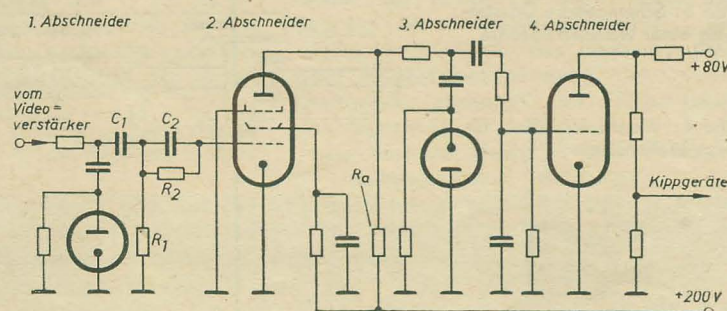 1. Abschneider
2. Abschneider
3. Abschneider
4. Abschneider
+80V
vom
Video=
verstärker
C1
C2
R2
R1
Ra
Kippgeräte
+200V